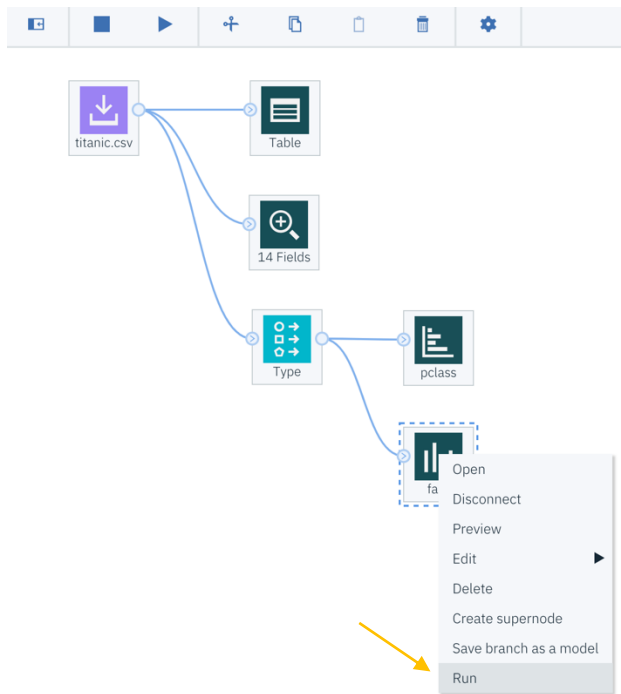 titanic.csv
Table
14 Fields
Type
pclass
fa
Open
Disconnect
Preview
Edit
Delete
Create supernode
Save branch as a model
Run